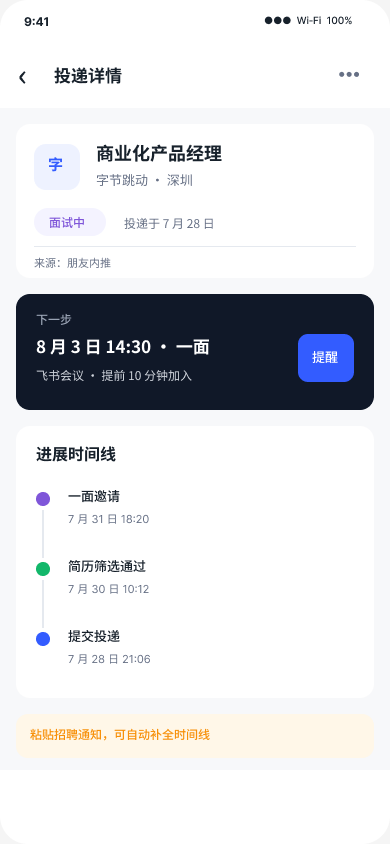 9:41
●●● Wi-Fi 100%
‹ 投递详情 •••
字
商业化产品经理
字节跳动 · 深圳
面试中
投递于 7 月 28 日
来源：朋友内推
下一步
8 月 3 日 14:30 · 一面
飞书会议 · 提前 10 分钟加入
提醒
进展时间线
一面邀请
7 月 31 日 18:20
简历筛选通过
7 月 30 日 10:12
提交投递
7 月 28 日 21:06
粘贴招聘通知，可自动补全时间线